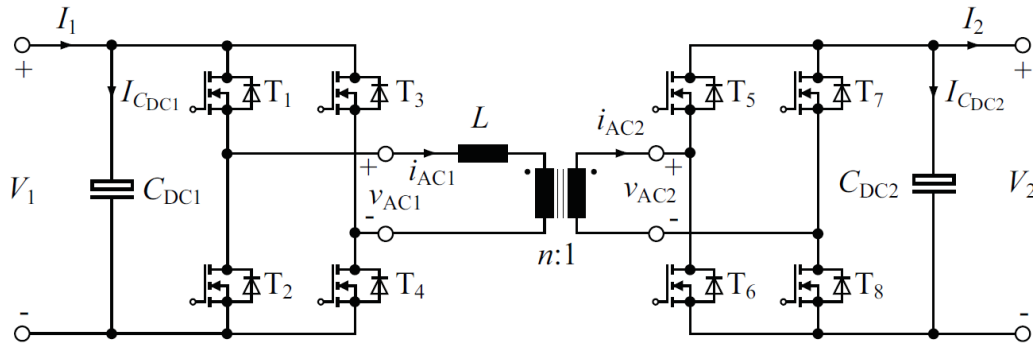 I1 I2
+ + 
ICDC1 T1 T3 L iAC2 T5 T7 ICDC2
+ iAC1 +
V1 CDC1 vAC1 vAC2 CDC2 V2
- -
n:1
T2 T4 T6 T8
- -